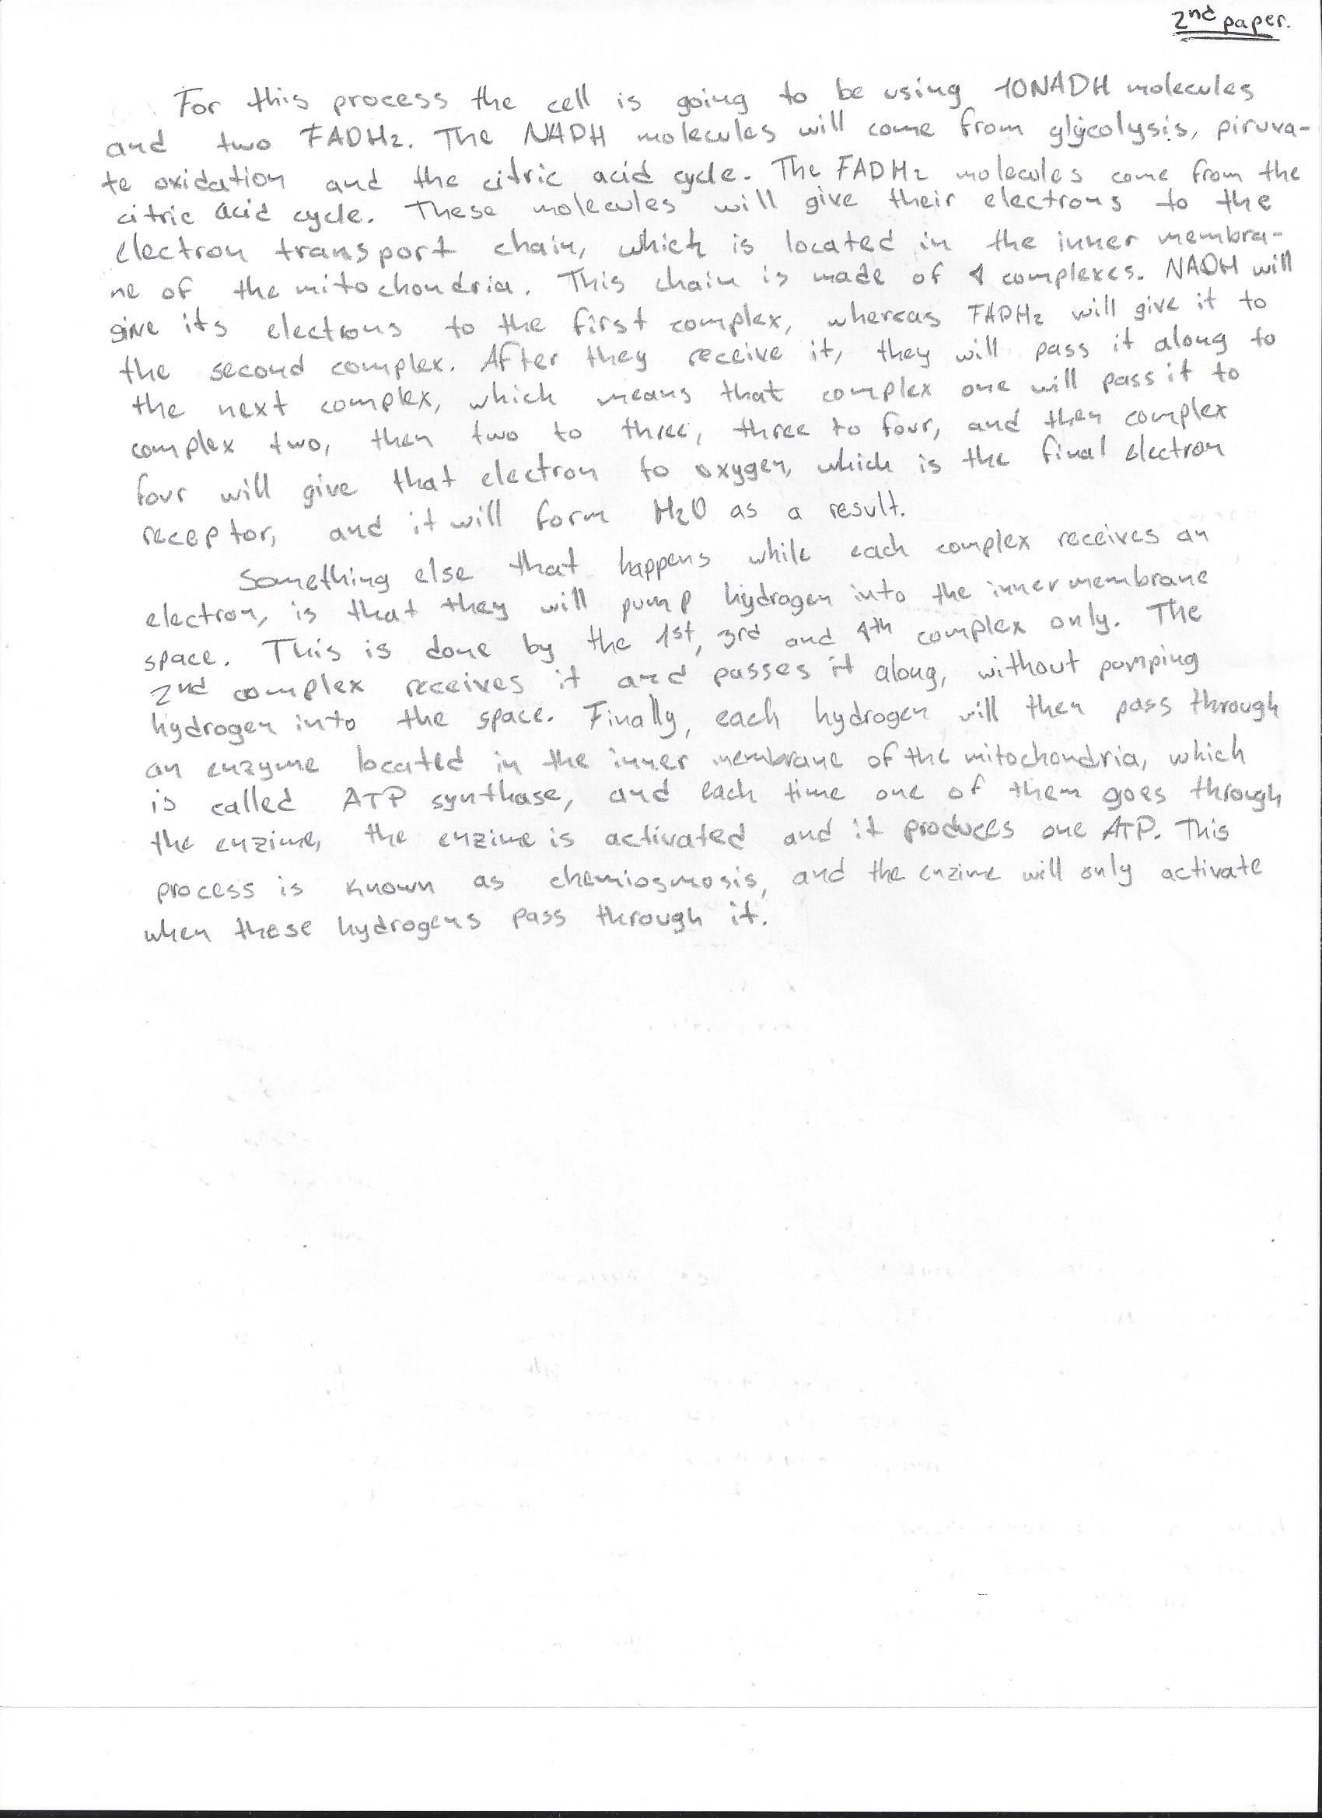 2nd paper.
For this process the cell is going to be using 10NADH molecules
and two FADH2. The NADH molecules will come from glycolysis, piruva-
te oxidation and the citric acid cycle. The FADH2 molecules come from the
citric acid cycle. These molecules will give their electrons to the
electron transport chain, which is located in the inner membra-
ne of the mitochondria. This chain is made of 4 complexes. NADH will
give its electrons to the first complex, whereas FADH2 will give it to
the second complex. After they receive it, they will pass it along to
the next complex, which means that complex one will pass it to
complex two, then two to three, three to four, and then complex
four will give that electron to oxygen, which is the final electron
receptor, and it will form H2O as a result.
Something else that happens while each complex receives an
electron, is that they will pump hydrogen into the inner membrane
space. This is done by the 1st, 3rd and 4th complex only. The
2nd complex receives it and passes it along, without pumping
hydrogen into the space. Finally, each hydrogen will then pass through
an enzyme located in the inner membrane of the mitochondria, which
is called ATP synthase, and each time one of them goes through
the enzime, the enzime is activated and it produces one ATP. This
process is known as chemiosmosis, and the enzime will only activate
when these hydrogens pass through it.